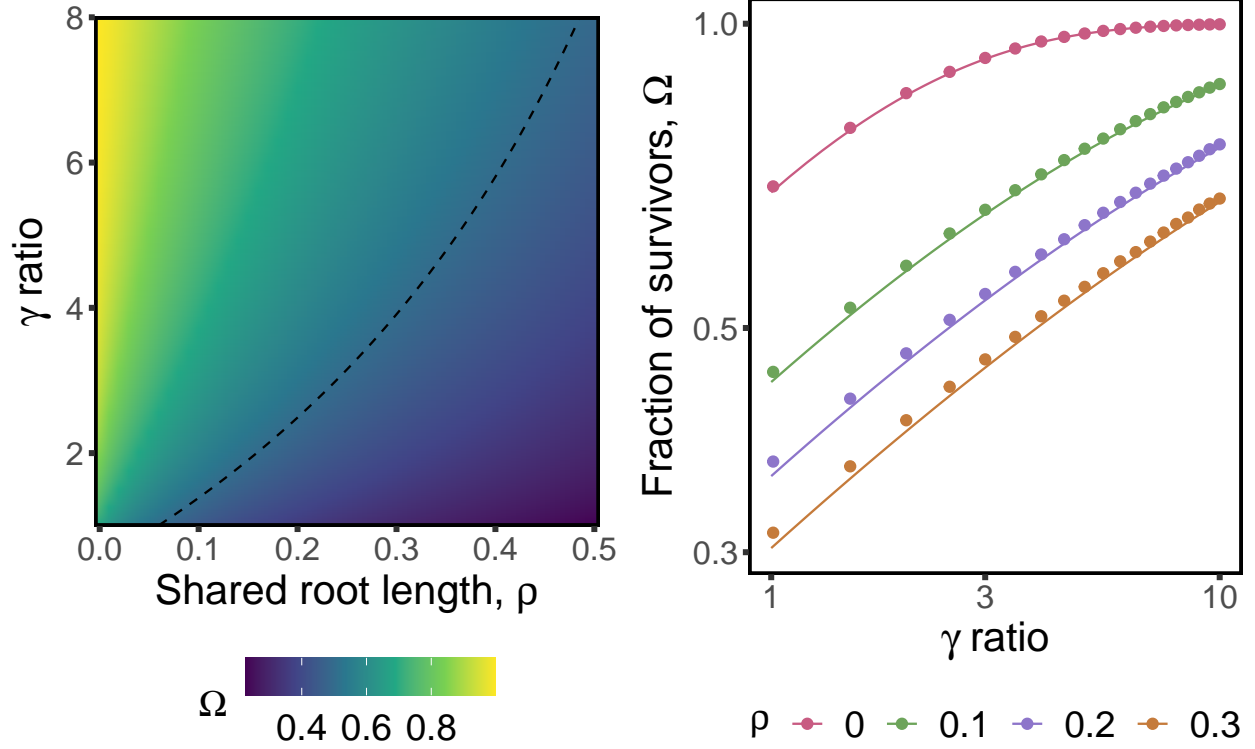 8
6
4
2
γ ratio
0.0 0.1 0.2 0.3 0.4 0.5
Shared root length, ρ
Ω
0.4 0.6 0.8
1.0
0.5
0.3
Fraction of survivors, Ω
1 3 10
γ ratio
ρ 0 0.1 0.2 0.3